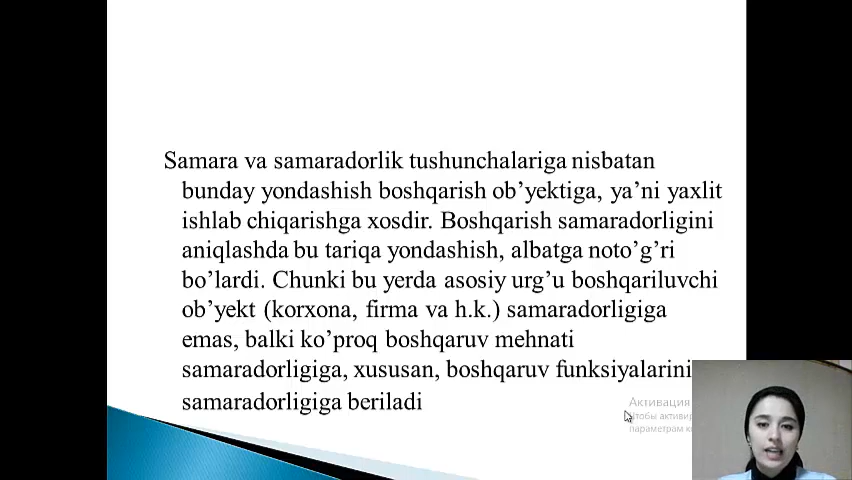 Samara va samaradorlik tushunchalariga nisbatan
bunday yondashish boshqarish ob’yektiga, ya’ni yaxlit
ishlab chiqarishga xosdir. Boshqarish samaradorligini
aniqlashda bu tariqa yondashish, albatga noto’g’ri
bo’lardi. Chunki bu yerda asosiy urg’u boshqariluvchi
ob’yekt (korxona, firma va h.k.) samaradorligiga
emas, balki ko’proq boshqaruv mehnati
samaradorligiga, xususan, boshqaruv funksiyalarini
samaradorligiga beriladi
Активация
Чтобы
параметрам